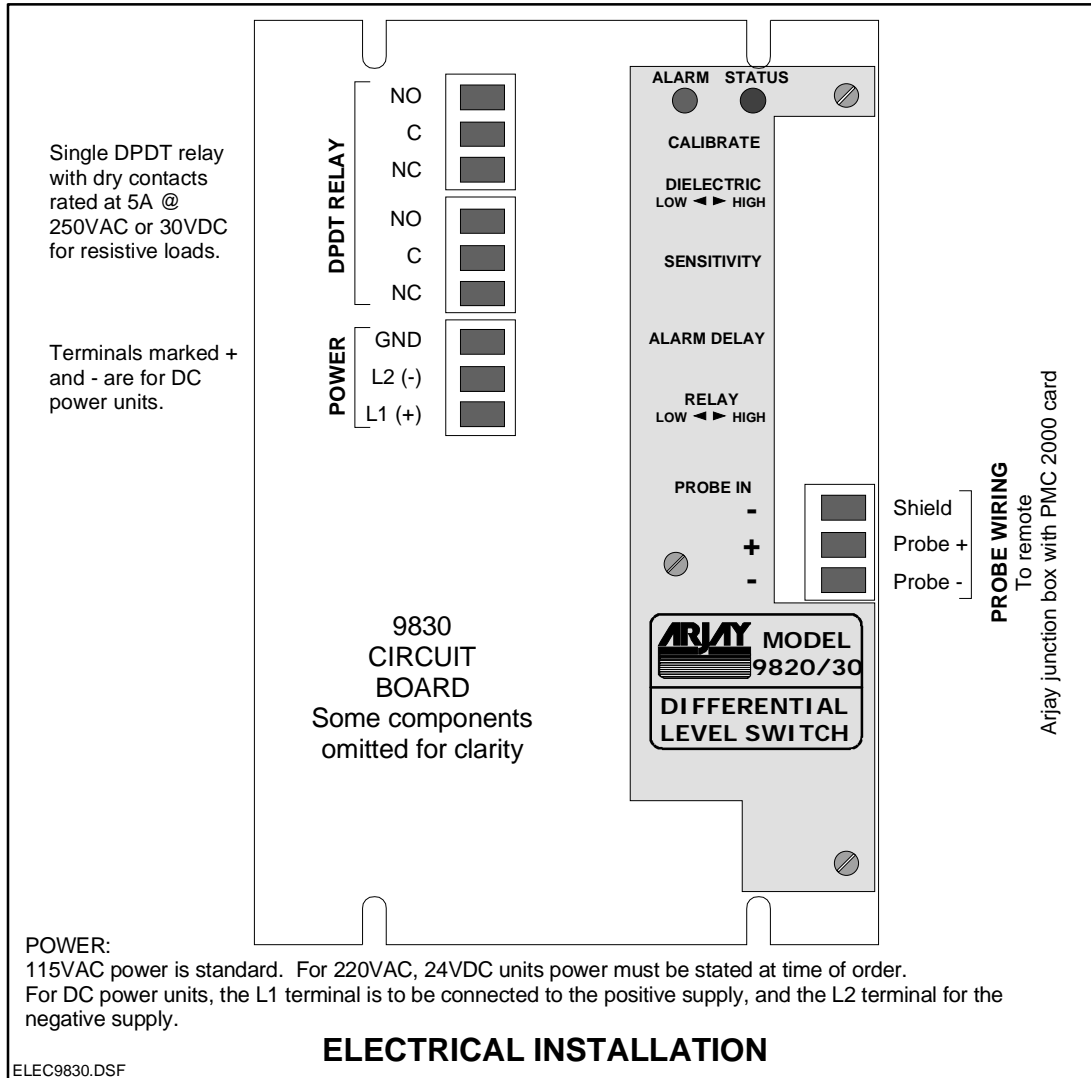 ALARM STATUS
NO
C
NC
NO
C
NC
DPDT RELAY
Single DPDT relay
with dry contacts
rated at 5A @
250VAC or 30VDC
for resistive loads.
GND
L2 (-)
L1 (+)
POWER
Terminals marked +
and - are for DC
power units.
CALIBRATE
DIELECTRIC
LOW ◄ ► HIGH
SENSITIVITY
ALARM DELAY
RELAY
LOW ◄ ► HIGH
PROBE IN
-
+
-
Shield
Probe +
Probe -
PROBE WIRING
To remote
Arjay junction box with PMC 2000 card
9830
CIRCUIT
BOARD
Some components
omitted for clarity
ARJAY MODEL
9820/30
DIFFERENTIAL
LEVEL SWITCH
POWER:
115VAC power is standard. For 220VAC, 24VDC units power must be stated at time of order.
For DC power units, the L1 terminal is to be connected to the positive supply, and the L2 terminal for the
negative supply.
ELECTRICAL INSTALLATION
ELEC9830.DSF